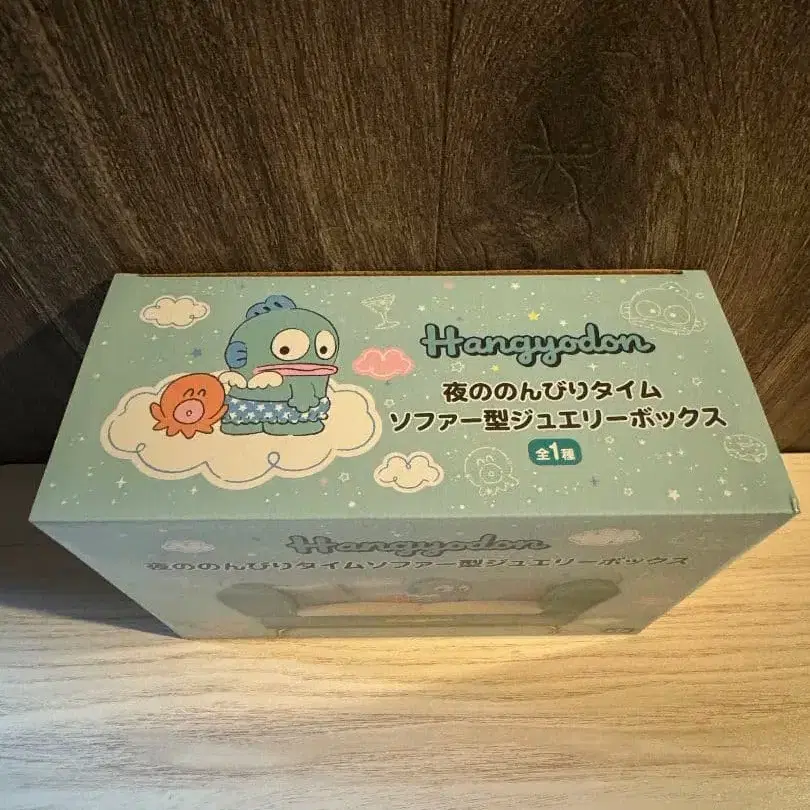 Hangyodon
夜ののんびりタイム
ソファー型ジュエリーボックス
全1種
Hangyodon
夜ののんびりタイムソファー型ジュエリーボックス